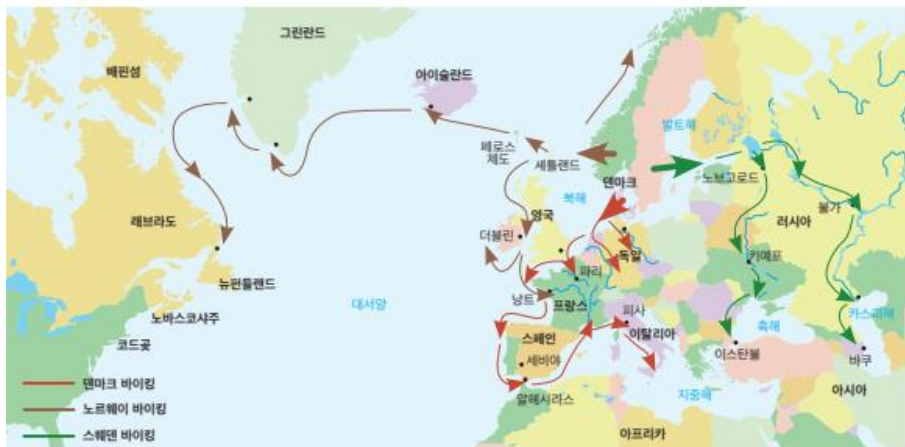 그린란드
배핀섬
아이슬란드
발트해
페로스
제도
셰틀랜드
노브고로드
덴마크
북해
영국
러시아
볼가
래브라도
더블린
독일
키예프
뉴펀들랜드
파리
낭트
프랑스
대서양
피사
카스피해
노바스코샤주
스페인
이탈리아
흑해
코드곶
세비야
이스탄불
바쿠
덴마크 바이킹
알헤시라스
지중해
아시아
노르웨이 바이킹
아프리카
스웨덴 바이킹